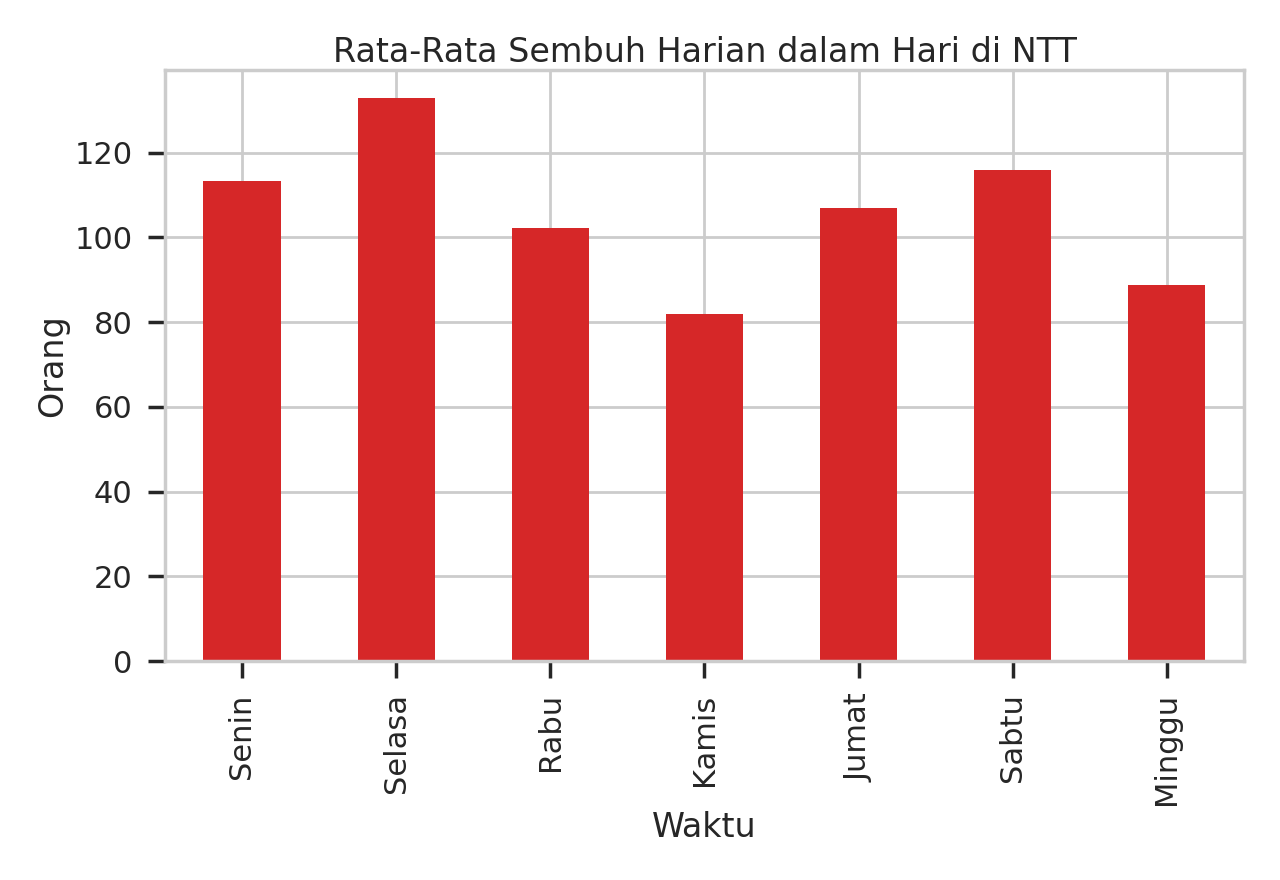 Rata-Rata Sembuh Harian dalam Hari di NTT
120
100
80
60
40
20
0
Orang
Senin
Selasa
Rabu
Kamis
Jumat
Sabtu
Minggu
Waktu